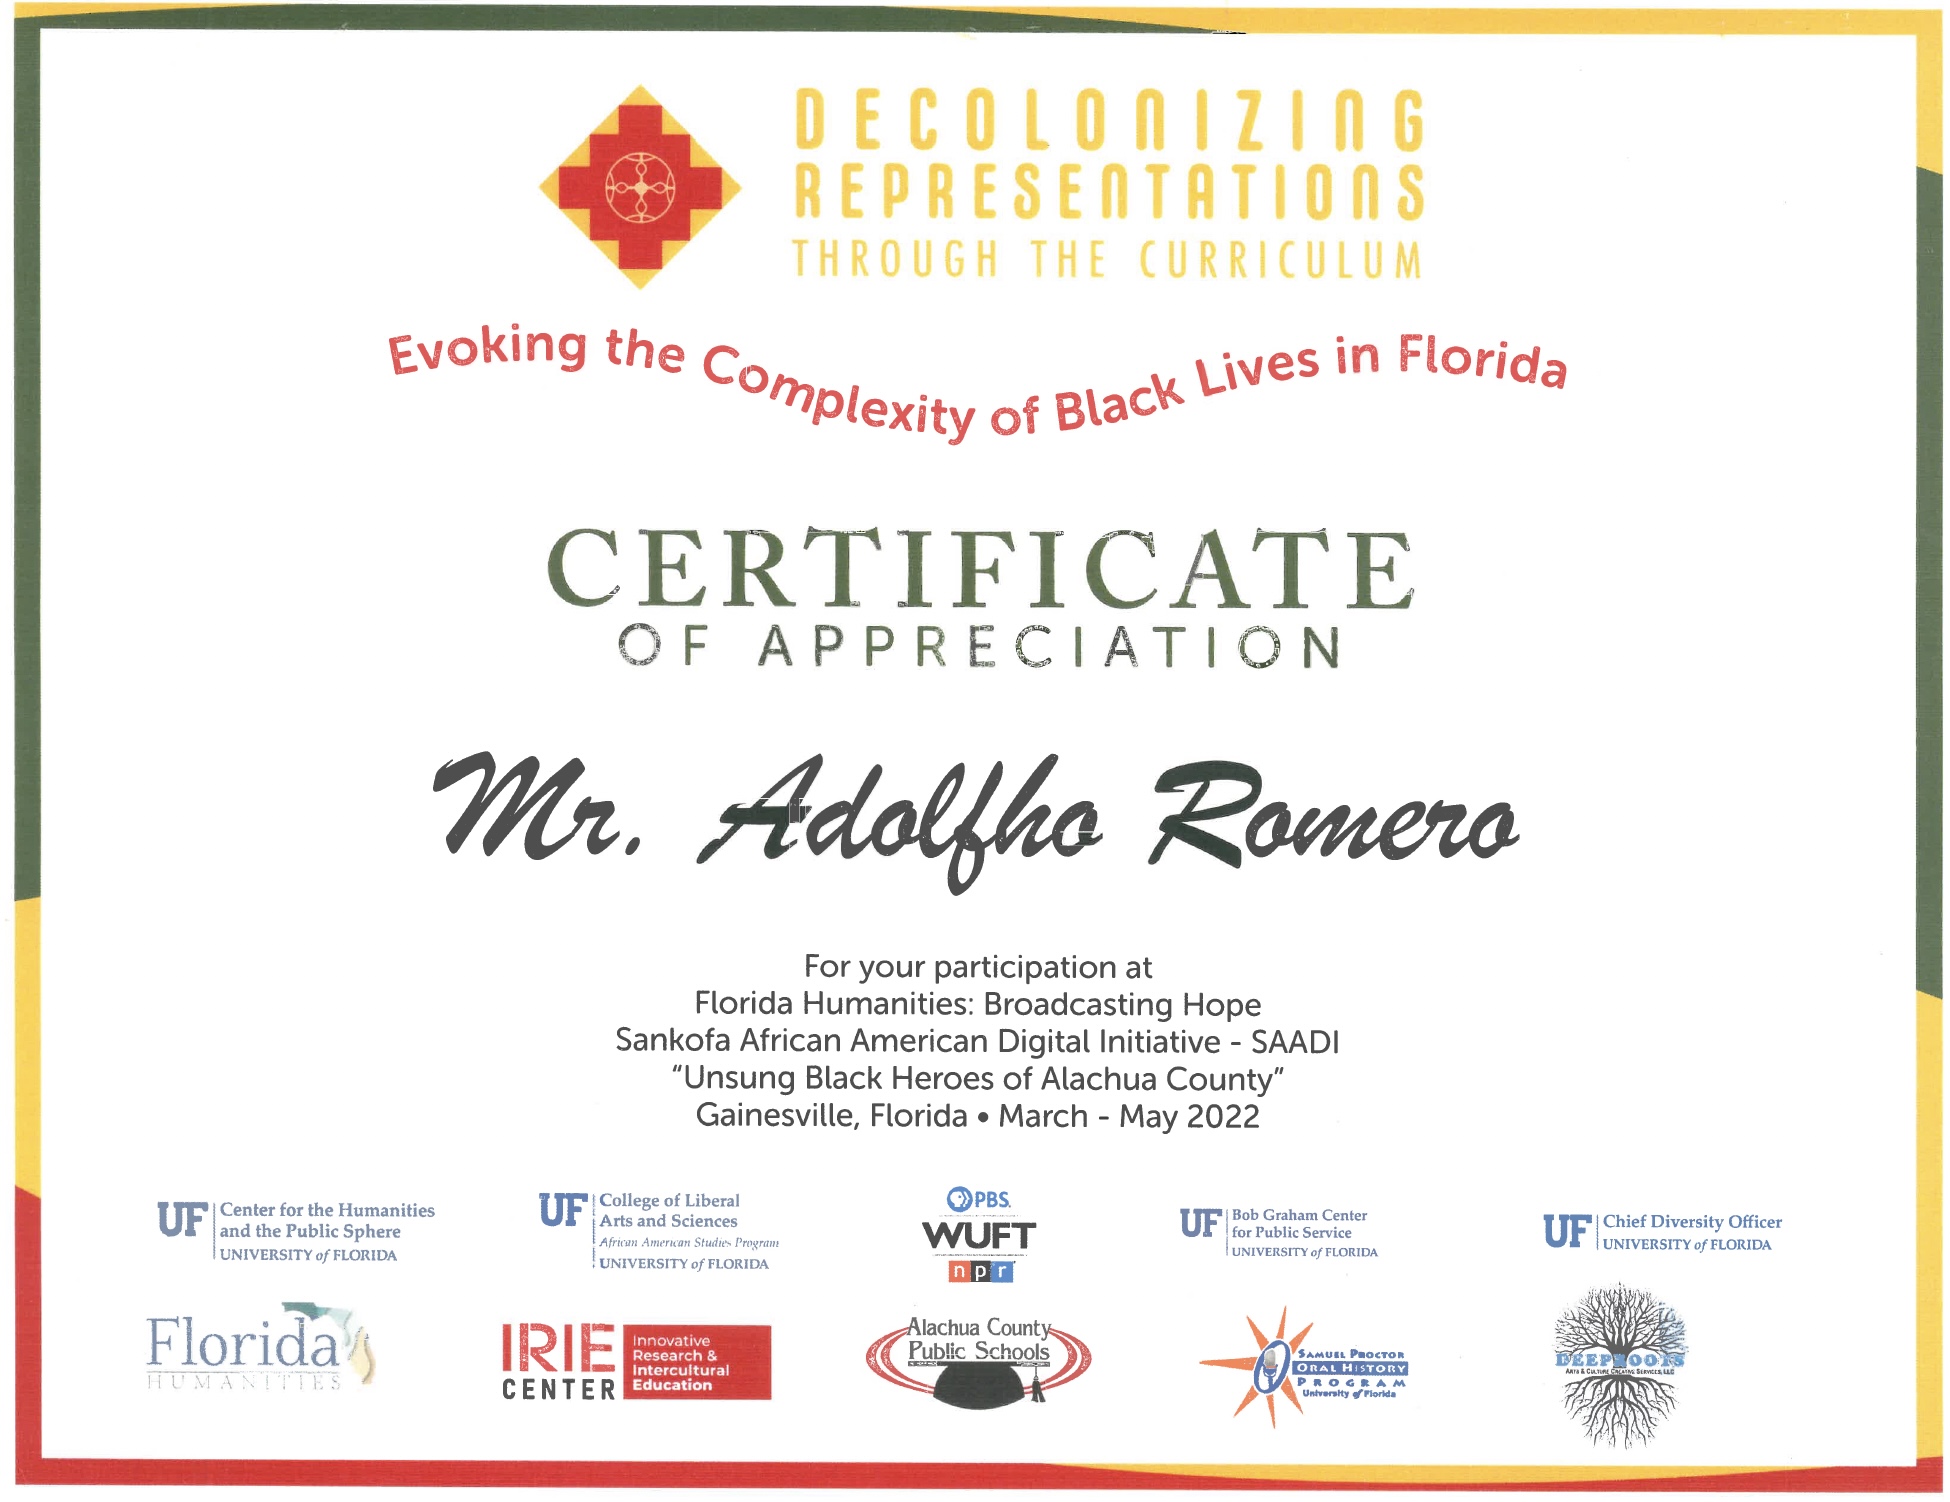 DECOLONIZING
REPRESENTATIONS
THROUGH THE CURRICULUM
Evoking the Complexity of Black Lives in Florida
CERTIFICATE
OF APPRECIATION
Mr. Adolfho Romero
For your participation at
Florida Humanities: Broadcasting Hope
Sankofa African American Digital Initiative - SAADI
“Unsung Black Heroes of Alachua County”
Gainesville, Florida • March - May 2022
UF
Center for the Humanities
and the Public Sphere
UNIVERSITY of FLORIDA
UF
College of Liberal
Arts and Sciences
African American Studies Program
UNIVERSITY of FLORIDA
PBS.
WUFT
npr
UF
Bob Graham Center
for Public Service
UNIVERSITY of FLORIDA
UF
Chief Diversity Officer
UNIVERSITY of FLORIDA
Florida
HUMANITIES
IRIE
CENTER
Innovative
Research &
Intercultural
Education
Alachua County
Public Schools
SAMUEL PROCTOR
ORAL HISTORY
PROGRAM
University of Florida
DEEPROOTS
ARTS & CULTURE CREATIVE SERVICES, LLC